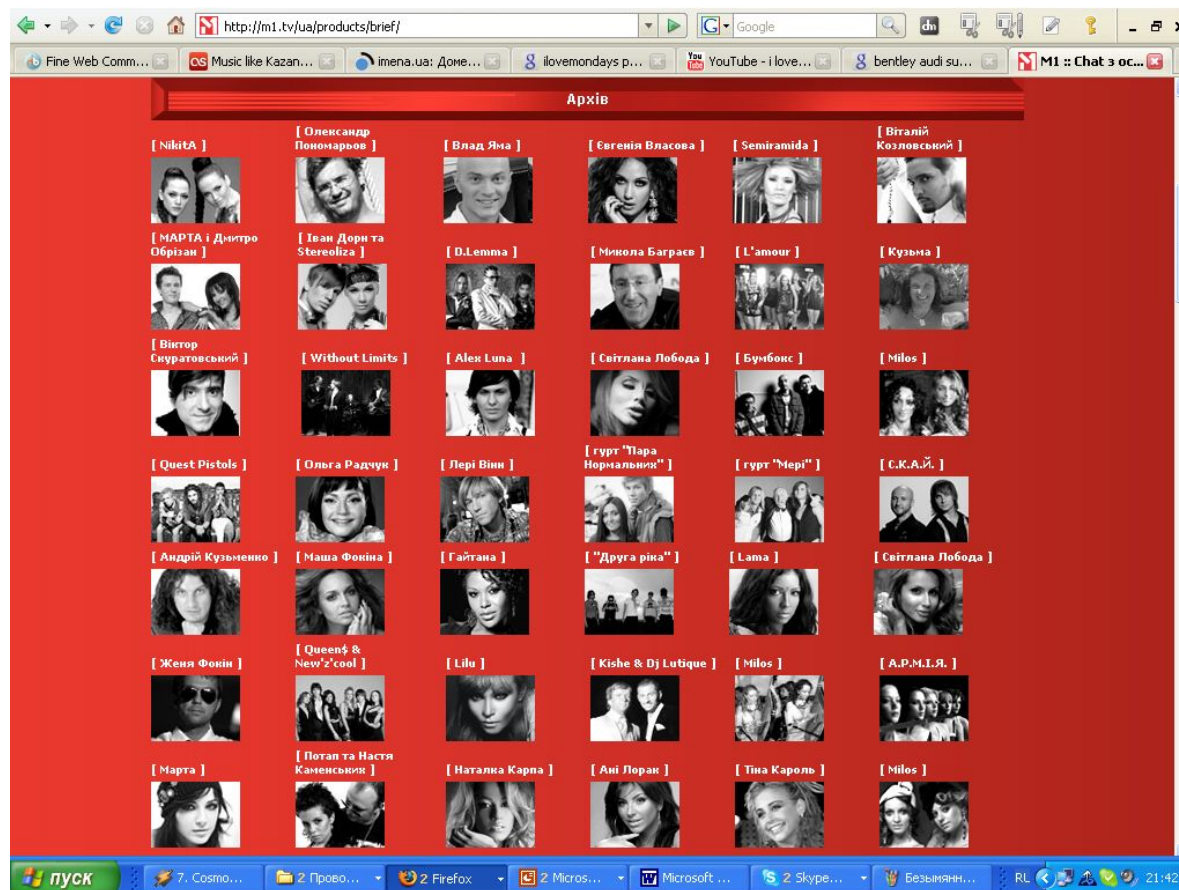 http://m1.tv/ua/products/brief/
Google
Fine Web Comm...
Music like Kazan...
imena.ua: Доме...
ilovemondays p...
YouTube - i love...
bentley audi su...
M1 :: Chat з ос...
Архів
[ NikitA ]
[ Олександр
Пономарьов ]
[ Влад Яма ]
[ Євгенія Власова ]
[ Semiramida ]
[ Віталій
Козловський ]
[ МАРТА і Дмитро
Обрізан ]
[ Іван Дорн та
Stereoliza ]
[ D.Lemma ]
[ Микола Баграєв ]
[ L'amour ]
[ Кузьма ]
[ Віктор
Скуратовський ]
[ Without Limits ]
[ Alex Luna ]
[ Світлана Лобода ]
[ Бумбокс ]
[ Milos ]
[ Quest Pistols ]
[ Ольга Радчук ]
[ Лері Вінн ]
[ гурт "Пара
Нормальних" ]
[ гурт "Мері" ]
[ С.К.А.Й. ]
[ Андрій Кузьменко ]
[ Маша Фокіна ]
[ Гайтана ]
[ "Друга ріка" ]
[ Lama ]
[ Світлана Лобода ]
[ Женя Фокін ]
[ Queen$ &
New'z'cool ]
[ Lilu ]
[ Kishe & Dj Lutique ]
[ Milos ]
[ А.Р.М.І.Я. ]
[ Марта ]
[ Потап та Настя
Каменських ]
[ Наталка Карпа ]
[ Ані Лорак ]
[ Тіна Кароль ]
[ Milos ]
пуск
7. Cosmo...
2 Прово...
2 Firefox
2 Micros...
Microsoft ...
2 Skype...
Безымянн...
RL
21:42